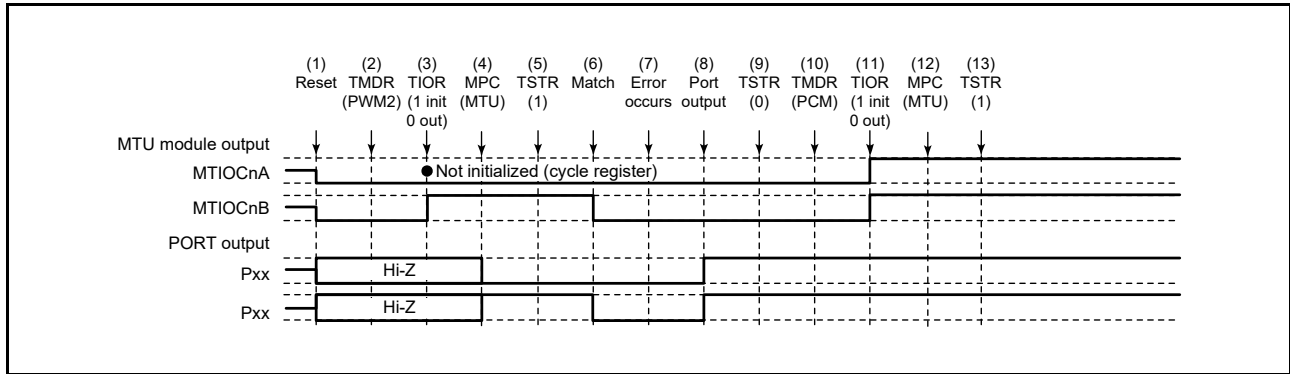 (1) (2) (3) (4) (5) (6) (7) (8) (9) (10) (11) (12) (13)
Reset TMDR TIOR MPC TSTR Match Error Port TSTR TMDR TIOR MPC TSTR
(PWM2) (1 init (MTU) (1) occurs output (0) (PCM) (1 init (MTU) (1)
0 out) 0 out)
MTU module output
MTIOCnA Not initialized (cycle register)
MTIOCnB
PORT output
Pxx Hi-Z
Pxx Hi-Z